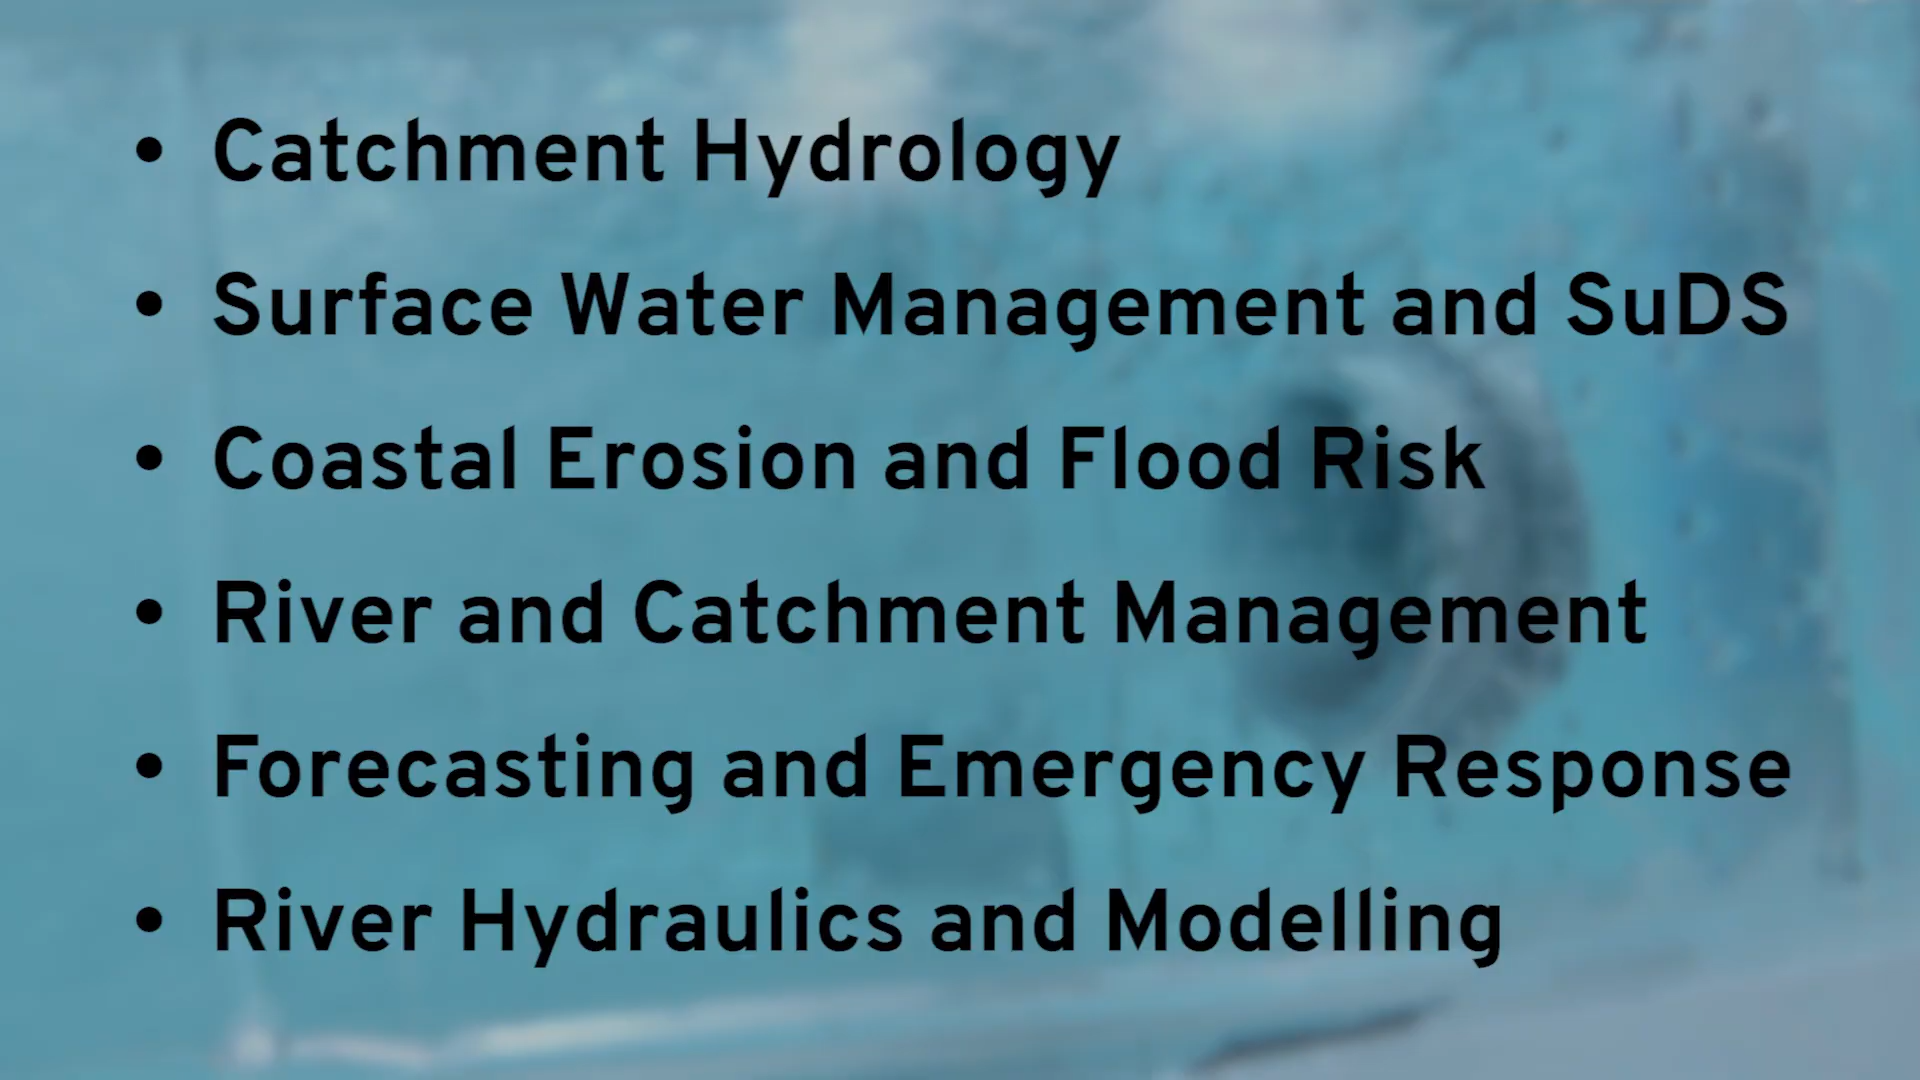 • Catchment Hydrology
• Surface Water Management and SuDS
• Coastal Erosion and Flood Risk
• River and Catchment Management
• Forecasting and Emergency Response
• River Hydraulics and Modelling